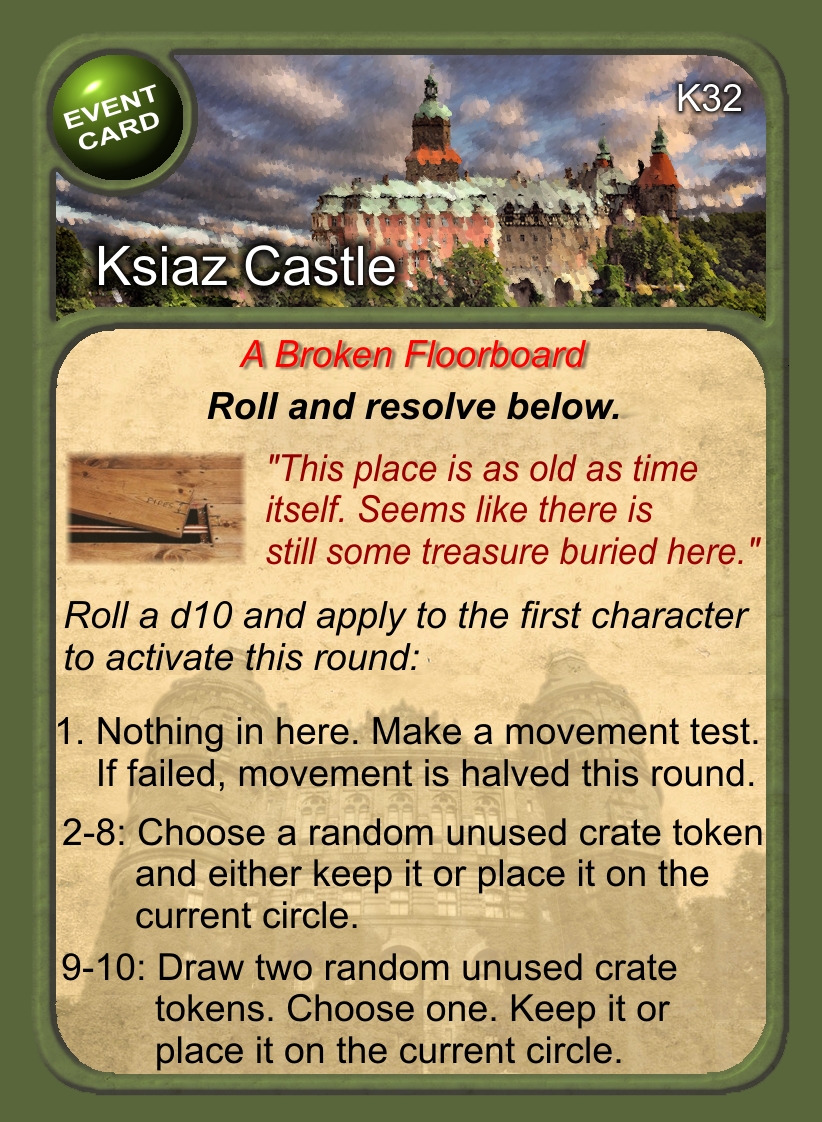 EVENT
CARD
K32
Ksiaz Castle
A Broken Floorboard
Roll and resolve below.
"This place is as old as time
itself. Seems like there is
still some treasure buried here."
Roll a d10 and apply to the first character
to activate this round:
1. Nothing in here. Make a movement test.
If failed, movement is halved this round.
2-8: Choose a random unused crate token
and either keep it or place it on the
current circle.
9-10: Draw two random unused crate
tokens. Choose one. Keep it or
place it on the current circle.